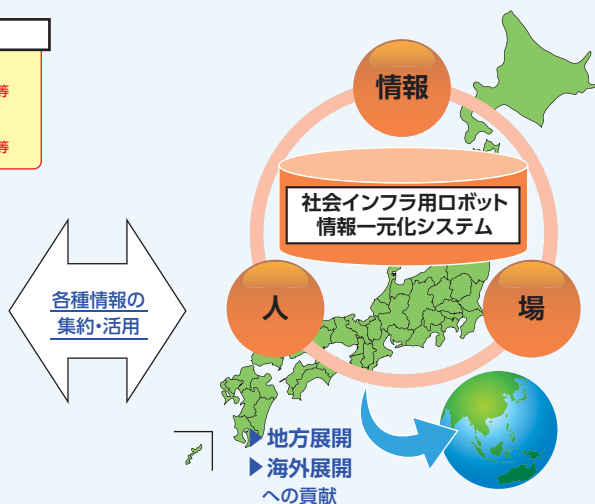 等
等
情報
社会インフラ用ロボット
情報一元化システム
人
場
各種情報の
集約・活用
▶地方展開
▶海外展開
への貢献